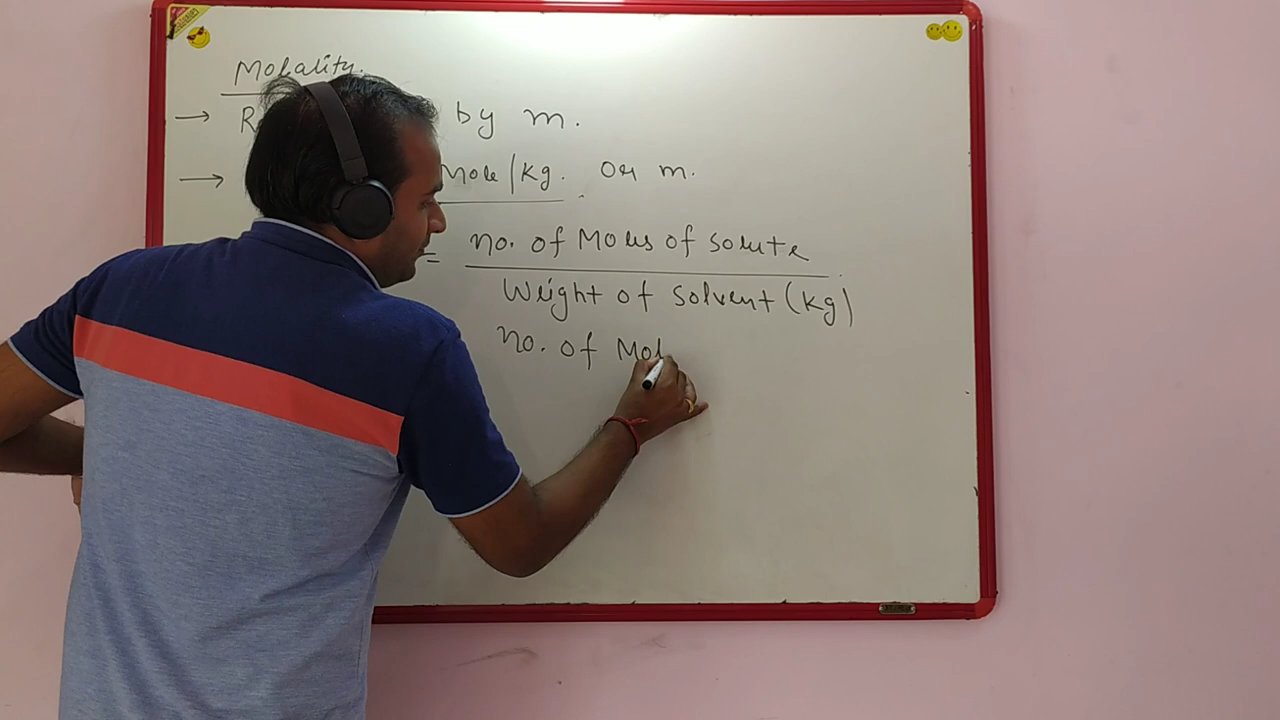 Molality.
→ R by m.
→ Mole/Kg. or m.
= no. of Moles of solute
Weight of solvent (Kg)
no. of Mol